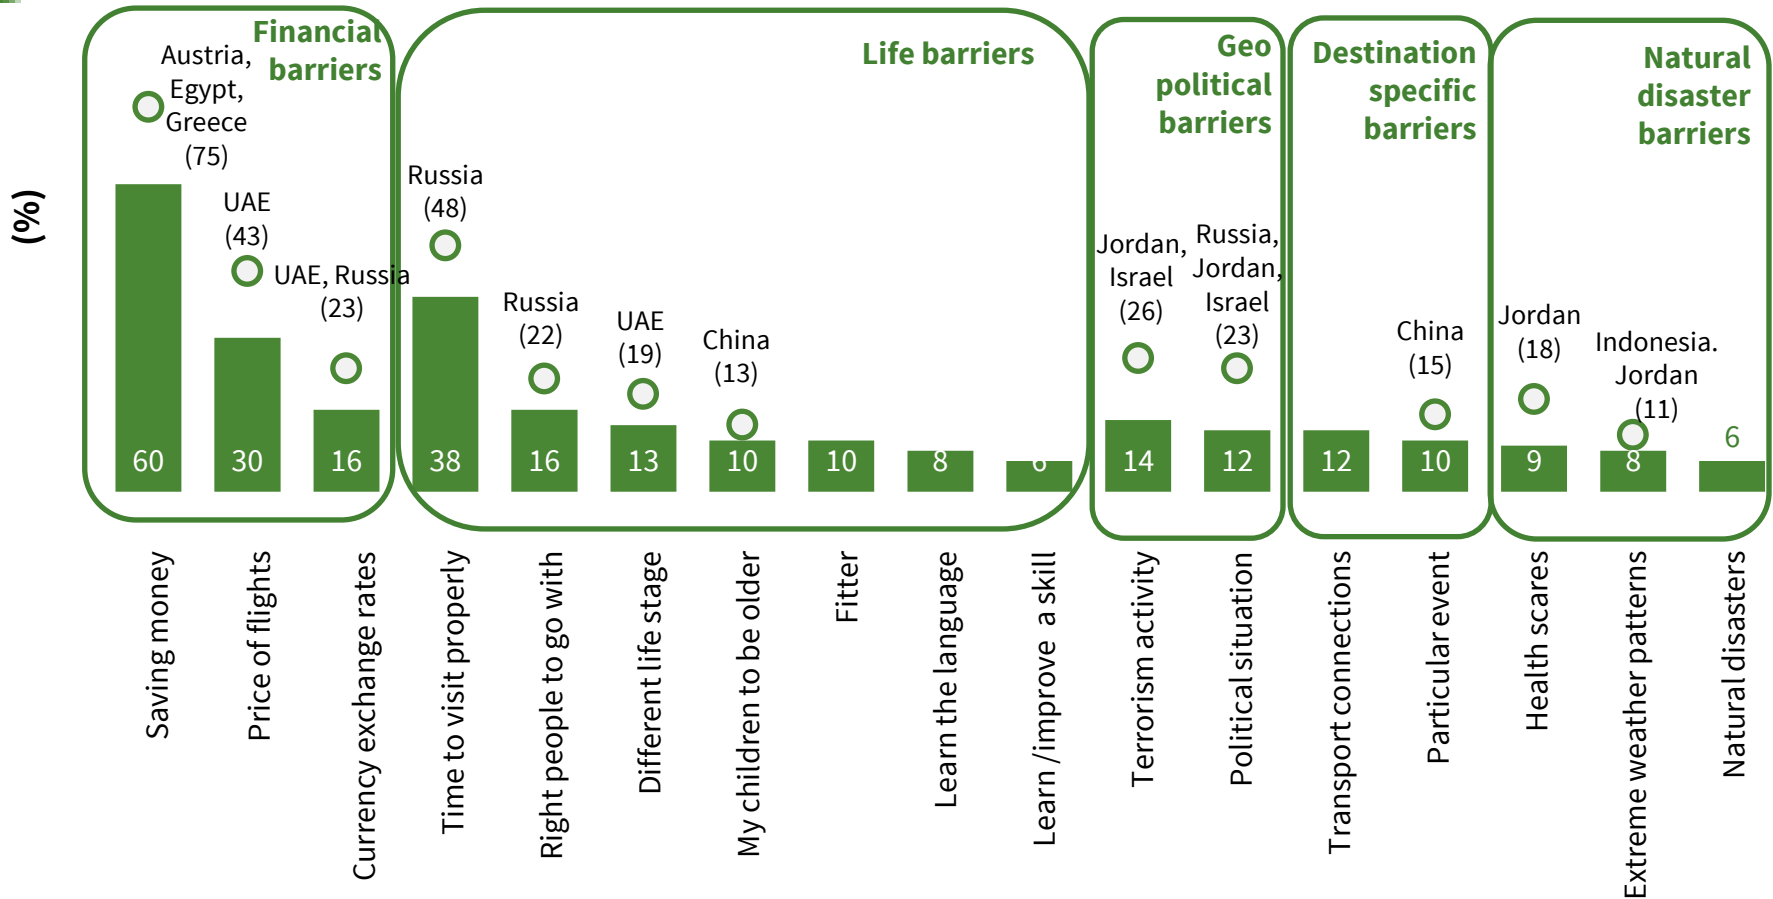 Financial
barriers
Life barriers
Geo
political
barriers
Destination
specific
barriers
Natural
disaster
barriers
(%)
Austria,
Egypt,
Greece
(75)
UAE
(43)
UAE, Russia
(23)
Russia
(48)
Russia
(22)
UAE
(19)
China
(13)
Jordan,
Israel
(26)
Russia,
Jordan,
Israel
(23)
China
(15)
Jordan
(18)
Indonesia.
Jordan
(11)
60
30
16
38
16
13
10
10
8
6
14
12
12
10
9
8
6
Saving money
Price of flights
Currency exchange rates
Time to visit properly
Right people to go with
Different life stage
My children to be older
Fitter
Learn the language
Learn /improve  a skill
Terrorism activity
Political situation
Transport connections
Particular event
Health scares
Extreme weather patterns
Natural disasters